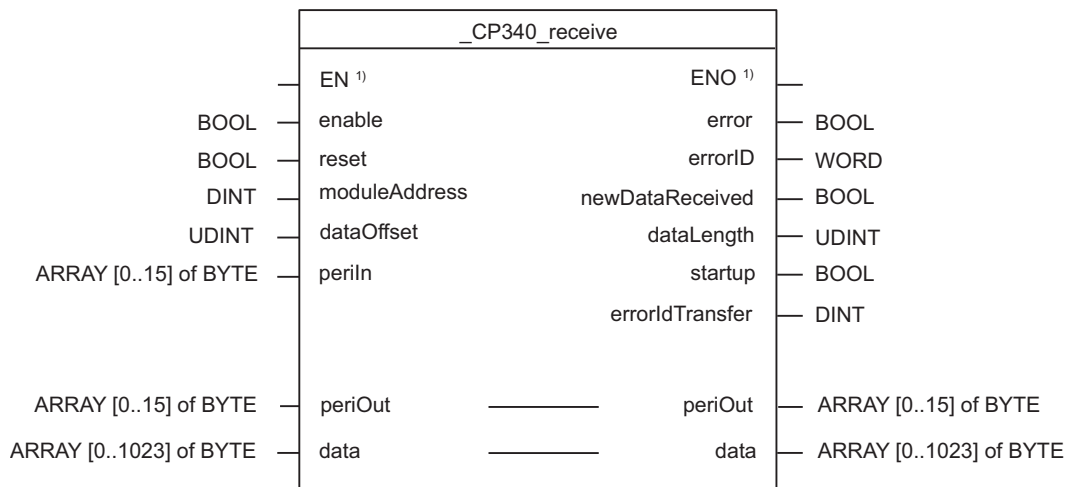 _CP340_receive
EN 1) ENO 1)
BOOL enable error BOOL
BOOL reset errorID WORD
DINT moduleAddress newDataReceived BOOL
UDINT dataOffset dataLength UDINT
ARRAY [0..15] of BYTE periIn startup BOOL
errorIdTransfer DINT
ARRAY [0..15] of BYTE periOut periOut ARRAY [0..15] of BYTE
ARRAY [0..1023] of BYTE data data ARRAY [0..1023] of BYTE